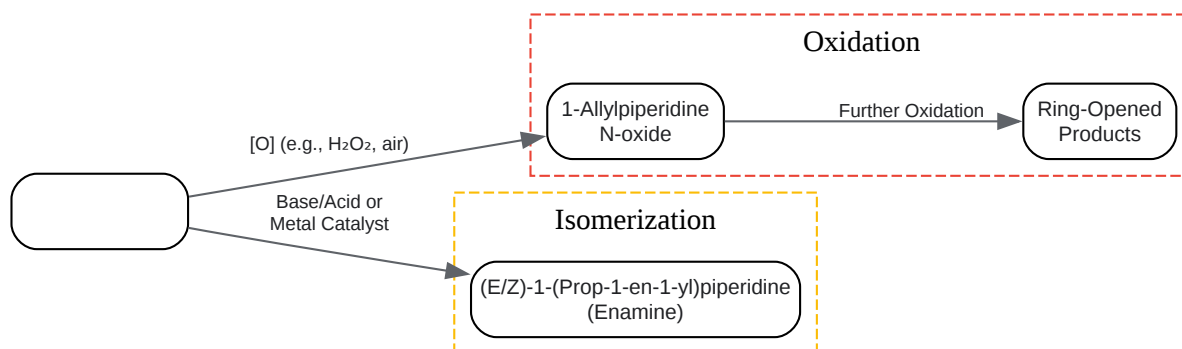 Oxidation
1-Allylpiperidine
N-oxide
Further Oxidation
Ring-Opened
Products
[O] (e.g., H₂O₂, air)
Base/Acid or
Metal Catalyst
Isomerization
(E/Z)-1-(Prop-1-en-1-yl)piperidine
(Enamine)